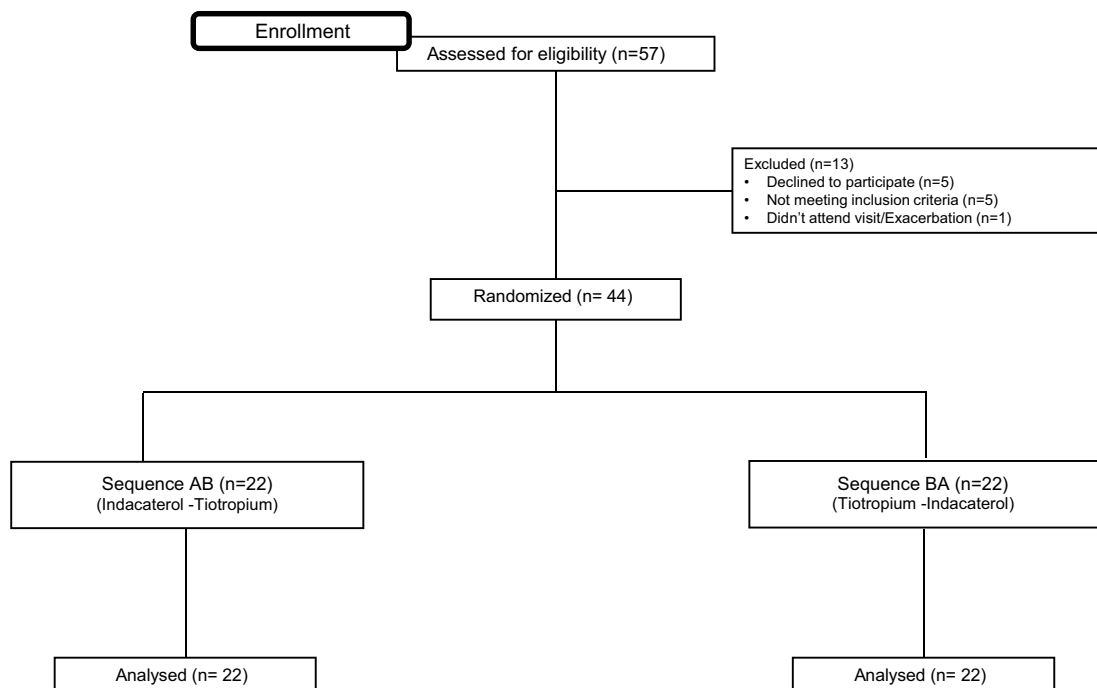 Enrollment
Assessed for eligibility (n=57)
Excluded (n=13)
• Declined to participate (n=5)
• Not meeting inclusion criteria (n=5)
• Didn't attend visit/Exacerbation (n=1)
Randomized (n= 44)
Sequence AB (n=22)
(Indacaterol -Tiotropium)
Sequence BA (n=22)
(Tiotropium -Indacaterol)
Analysed (n= 22)
Analysed (n= 22)